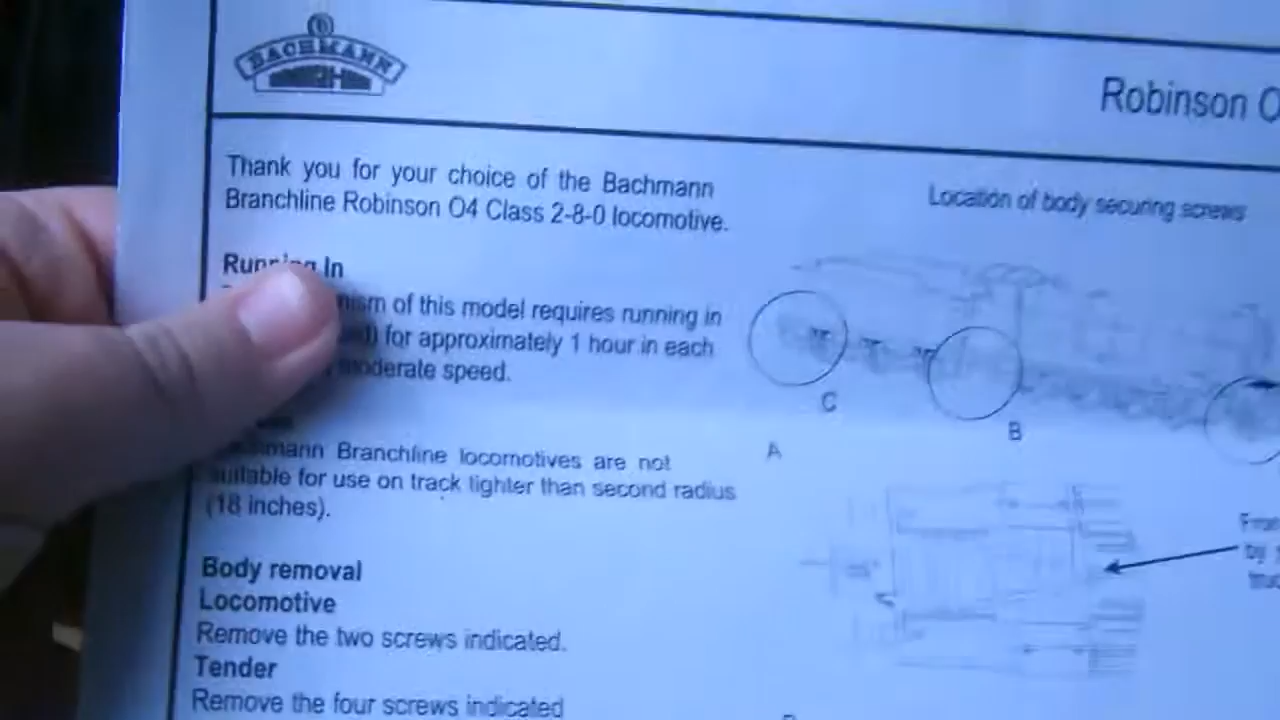 BACHMANN
Robinson O
Thank you for your choice of the Bachmann
Branchline Robinson O4 Class 2-8-0 locomotive.
Running In
of this model requires running in
for approximately 1 hour in each
moderate speed.
Branchline locomotives are not
suitable for use on track tighter than second radius
(18 inches).
Body removal
Locomotive
Remove the two screws indicated.
Tender
Remove the four screws indicated
Location of body securing screws
C
B
A
by